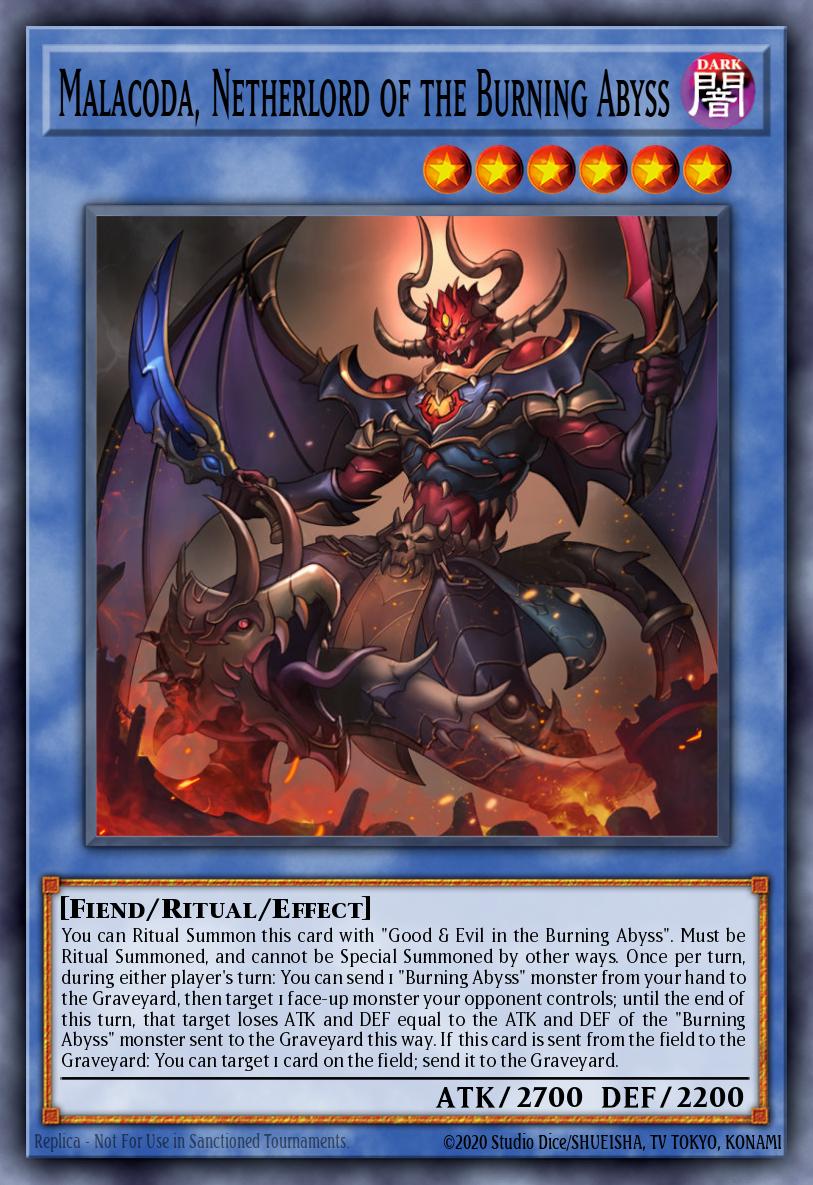 Malacoda, Netherlord of the Burning Abyss
DARK
闇
[Fiend/Ritual/Effect]
You can Ritual Summon this card with "Good & Evil in the Burning Abyss". Must be
Ritual Summoned, and cannot be Special Summoned by other ways. Once per turn,
during either player's turn: You can send 1 "Burning Abyss" monster from your hand to
the Graveyard, then target 1 face-up monster your opponent controls; until the end of
this turn, that target loses ATK and DEF equal to the ATK and DEF of the "Burning
Abyss" monster sent to the Graveyard this way. If this card is sent from the field to the
Graveyard: You can target 1 card on the field; send it to the Graveyard.
ATK/2700 DEF/2200
Replica - Not For Use in Sanctioned Tournaments.
©2020 Studio Dice/SHUEISHA, TV TOKYO, KONAMI